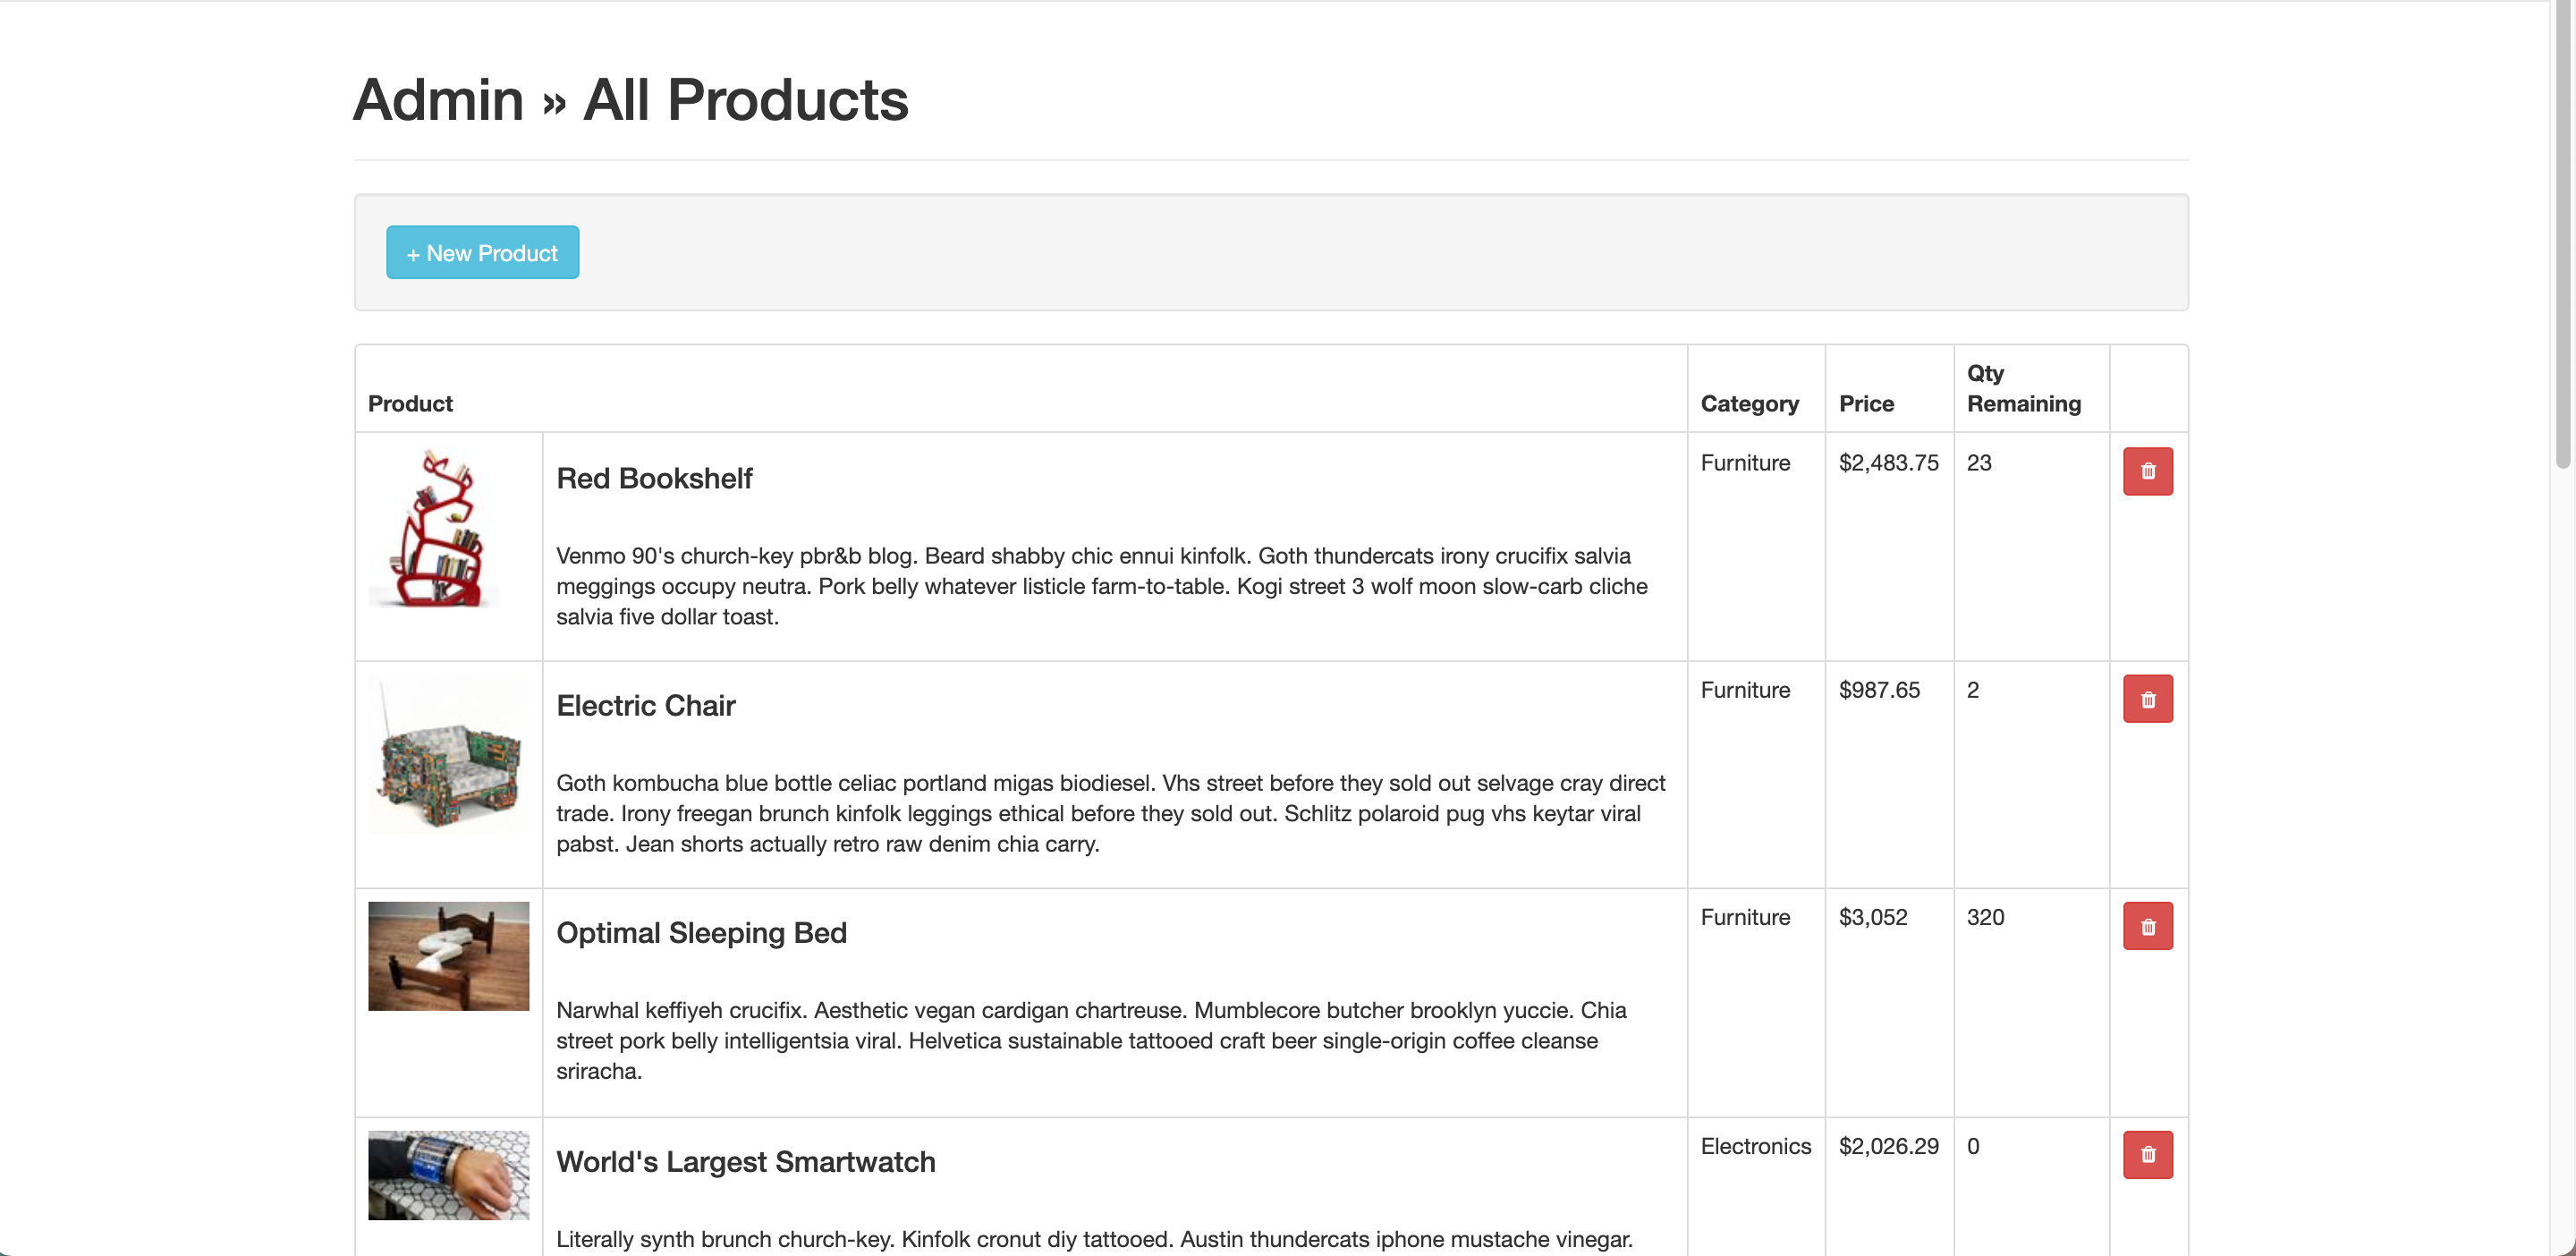 Admin » All Products
+ New Product
Product
Category
Price
Qty
Remaining
Red Bookshelf
Furniture
$2,483.75
23
Venmo 90's church-key pbr&b blog. Beard shabby chic ennui kinfolk. Goth thundercats irony crucifix salvia
meggings occupy neutra. Pork belly whatever listicle farm-to-table. Kogi street 3 wolf moon slow-carb cliche
salvia five dollar toast.
Electric Chair
Furniture
$987.65
2
Goth kombucha blue bottle celiac portland migas biodiesel. Vhs street before they sold out selvage cray direct
trade. Irony freegan brunch kinfolk leggings ethical before they sold out. Schlitz polaroid pug vhs keytar viral
pabst. Jean shorts actually retro raw denim chia carry.
Optimal Sleeping Bed
Furniture
$3,052
320
Narwhal keffiyeh crucifix. Aesthetic vegan cardigan chartreuse. Mumblecore butcher brooklyn yuccie. Chia
street pork belly intelligentsia viral. Helvetica sustainable tattooed craft beer single-origin coffee cleanse
sriracha.
World's Largest Smartwatch
Electronics
$2,026.29
0
Literally synth brunch church-key. Kinfolk cronut diy tattooed. Austin thundercats iphone mustache vinegar.